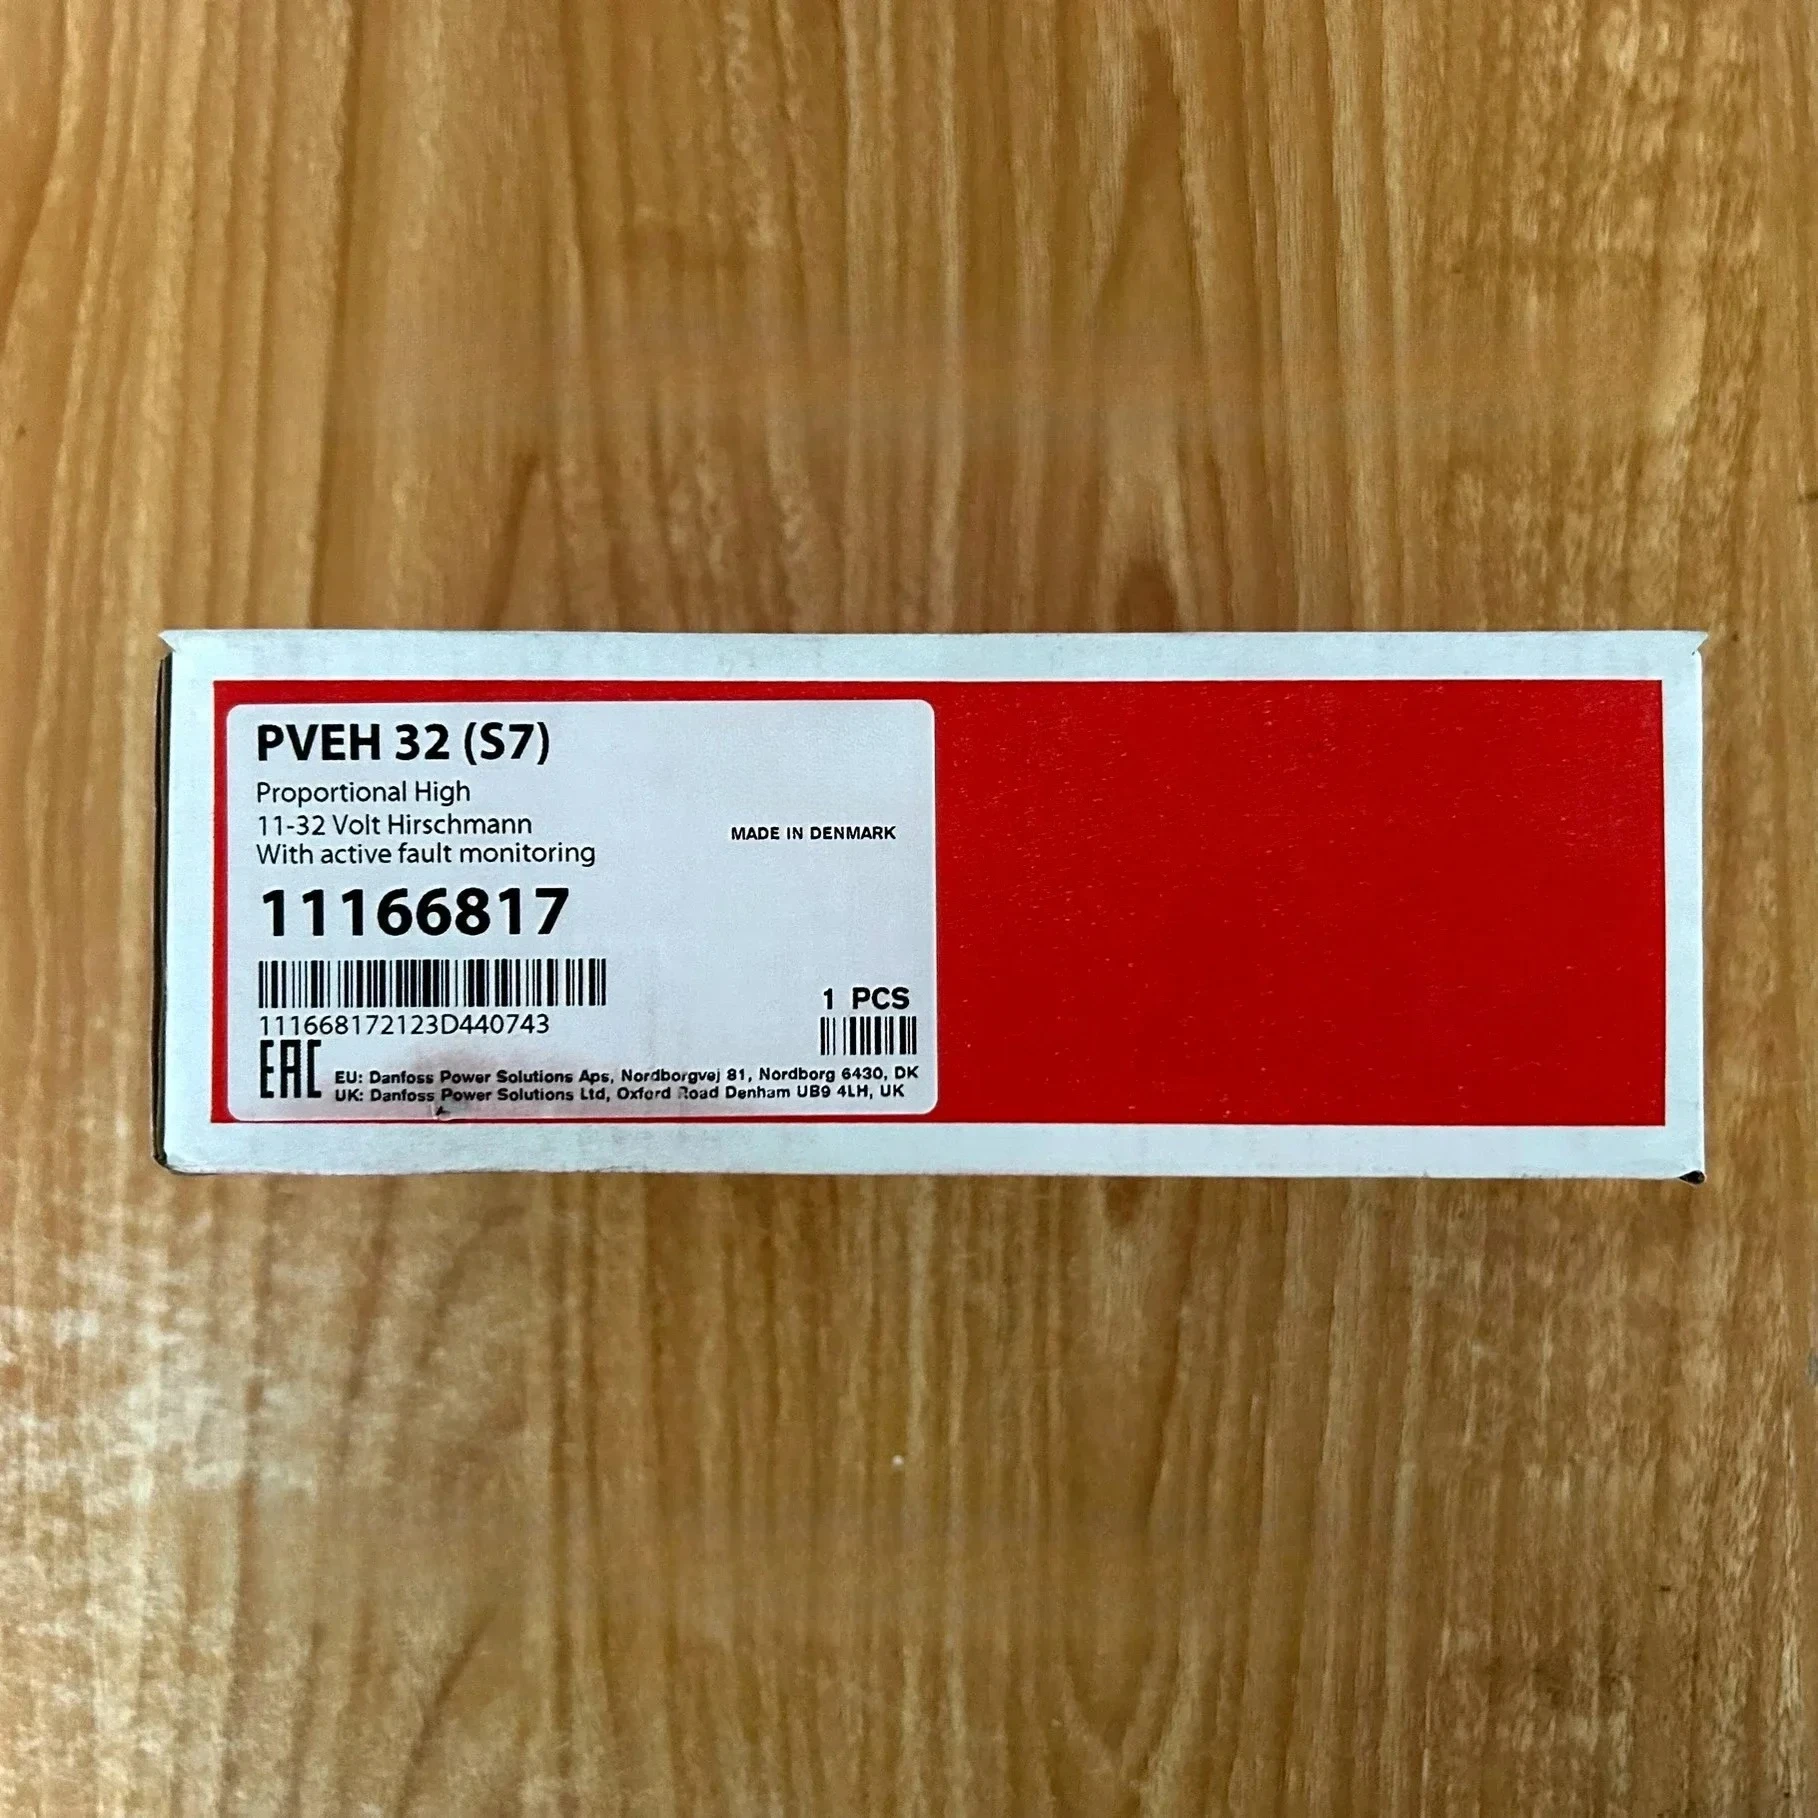 PVEH 32 (S7)
Proportional High
11-32 Volt Hirschmann
MADE IN DENMARK
With active fault monitoring
11166817
1 PCS
111668172123D440743
EAC
EU: Danfoss Power Solutions Aps, Nordborgvej 81, Nordborg 6430, DK
UK: Danfoss Power Solutions Ltd, Oxford Road Denham UB9 4LH, UK